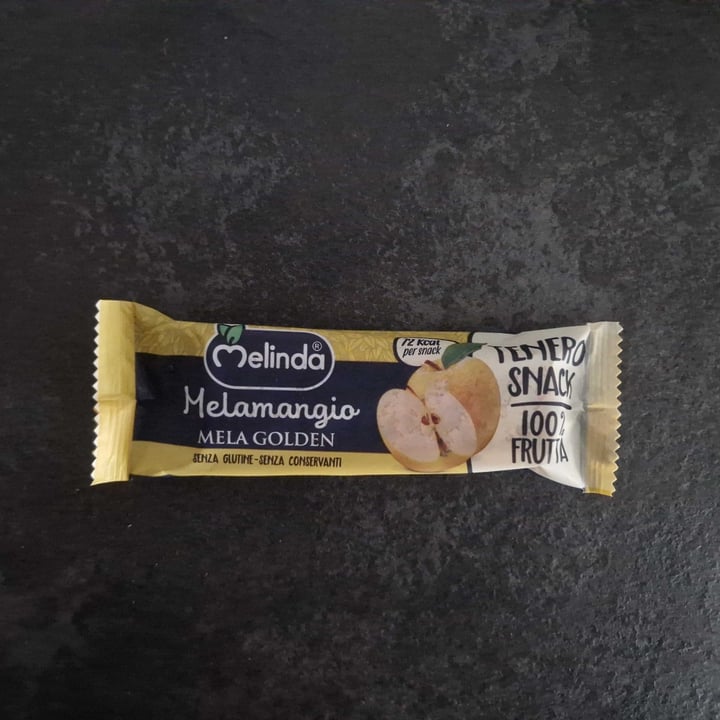 Melinda®
Melamangio
MELA GOLDEN
SENZA GLUTINE-SENZA CONSERVANTI
72 kcal
per snack
TENERO
SNACK
100%
FRUTTA